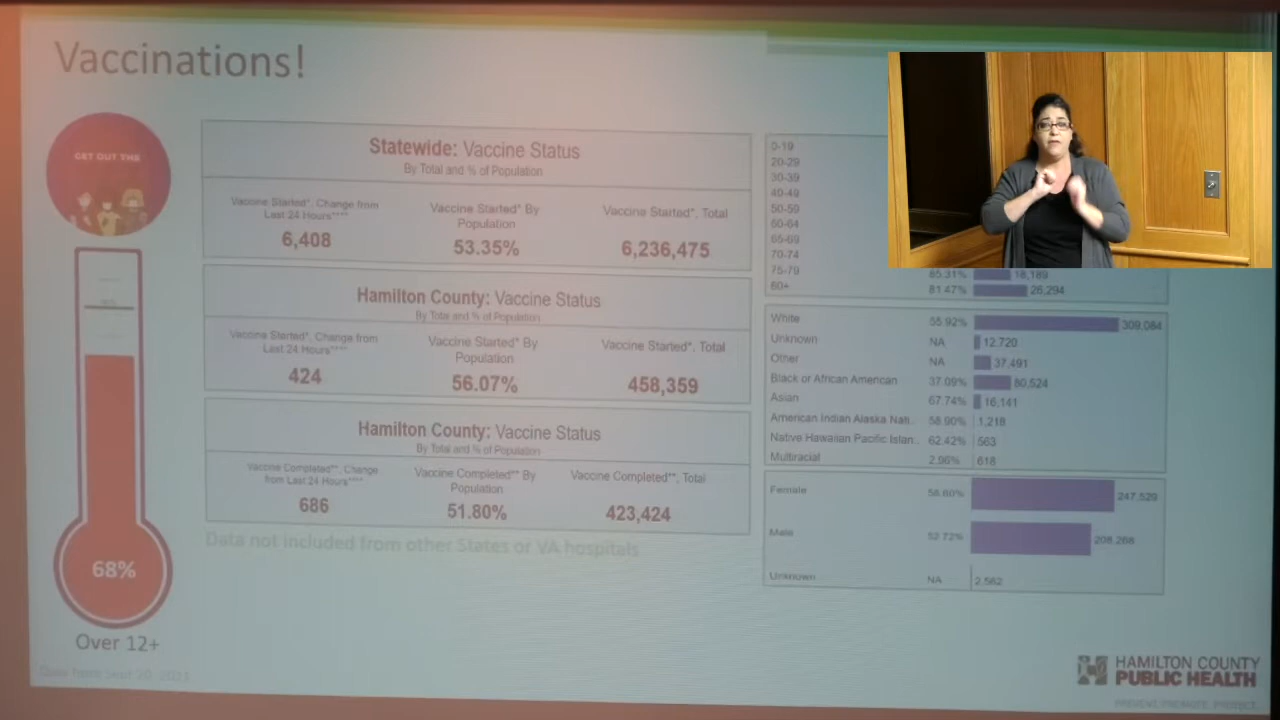 Vaccinations!
GET OUT THE
68%
Over 12+
Statewide: Vaccine Status
By Total and % of Population
Vaccine Started*, Change from
Last 24 Hours****
6,408
Vaccine Started* By
Population
53.35%
Vaccine Started*, Total
6,236,475
Hamilton County: Vaccine Status
By Total and % of Population
Vaccine Started*, Change from
Last 24 Hours****
424
Vaccine Started* By
Population
56.07%
Vaccine Started*, Total
458,359
Hamilton County: Vaccine Status
By Total and % of Population
Vaccine Completed**, Change
from Last 24 Hours****
686
Vaccine Completed** By
Population
51.80%
Vaccine Completed**, Total
423,424
Data not included from other States or VA hospitals
0-19
20-29
30-39
40-49
50-59
60-64
65-69
70-74
75-79 85.31% 18,189
80+ 81.47% 26,294
White 55.92% 309,084
Unknown NA 12,720
Other NA 37,491
Black or African American 37.09% 80,524
Asian 67.74% 16,141
American Indian Alaska Nati.. 58.90% 1,218
Native Hawaiian Pacific Islan.. 62.42% 563
Multiracial 2.96% 618
Female 58.60% 247,529
Male 52.72% 208,268
Unknown NA 2,562
HAMILTON COUNTY
PUBLIC HEALTH
PREVENT. PROMOTE. PROTECT.